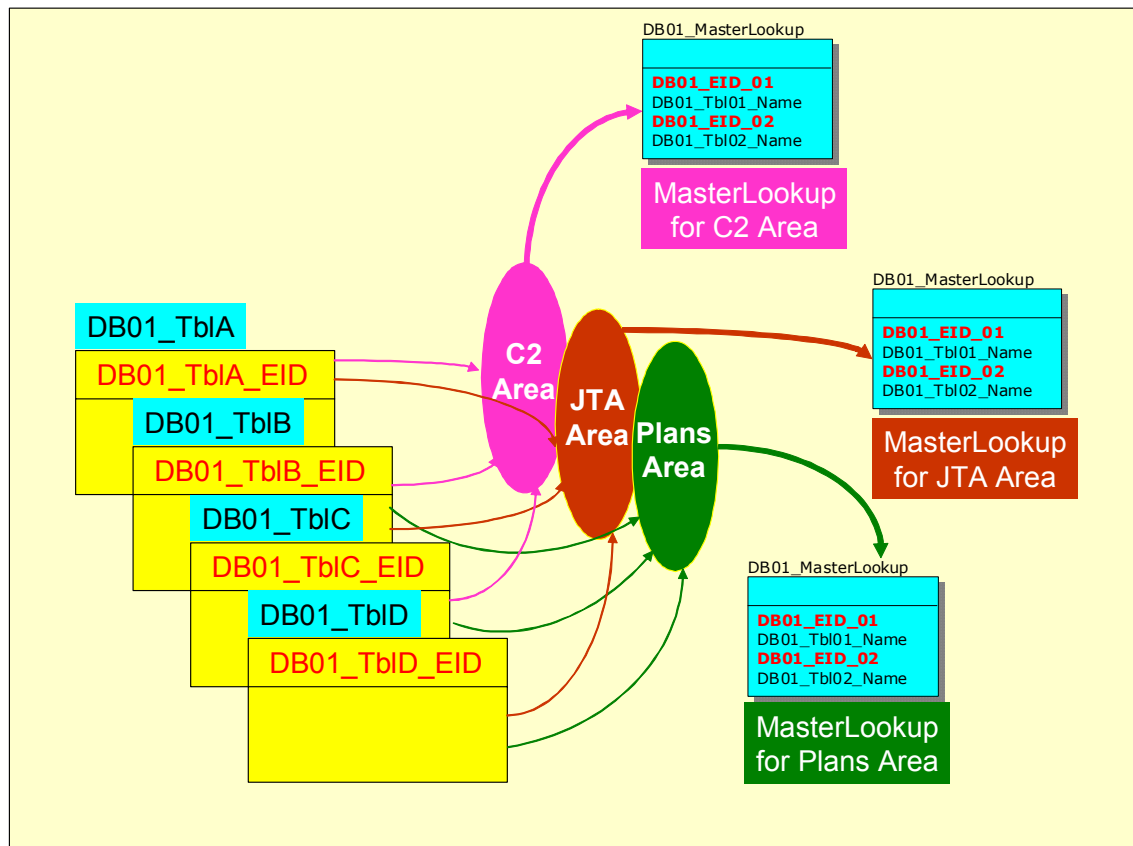 DB01_MasterLookup
DB01_EID_01
DB01_Tbl01_Name
DB01_EID_02
DB01_Tbl02_Name
MasterLookup
for C2 Area
DB01_MasterLookup
DB01_EID_01
DB01_Tbl01_Name
DB01_EID_02
DB01_Tbl02_Name
MasterLookup
for JTA Area
C2
Area
JTA
Area
Plans
Area
DB01_TblA
DB01_TblA_EID
DB01_TblB
DB01_TblB_EID
DB01_TblC
DB01_TblC_EID
DB01_TblD
DB01_TblD_EID
DB01_MasterLookup
DB01_EID_01
DB01_Tbl01_Name
DB01_EID_02
DB01_Tbl02_Name
MasterLookup
for Plans Area